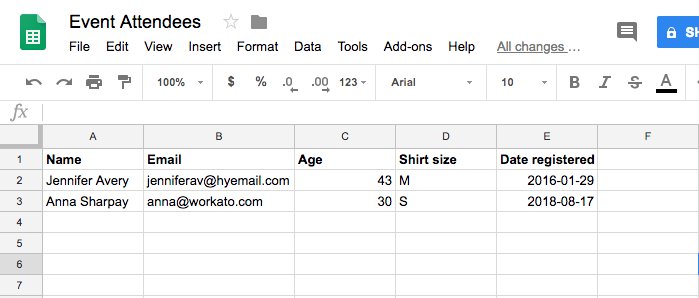 Event Attendees
File Edit View Insert Format Data Tools Add-ons Help All changes ...
100% $ % .0 .00 123 Arial 10 B I S A
fx
A B C D E F
1 Name Email Age Shirt size Date registered
2 Jennifer Avery jenniferav@hyemail.com 43 M 2016-01-29
3 Anna Sharpay anna@workato.com 30 S 2018-08-17
4
5
6
7